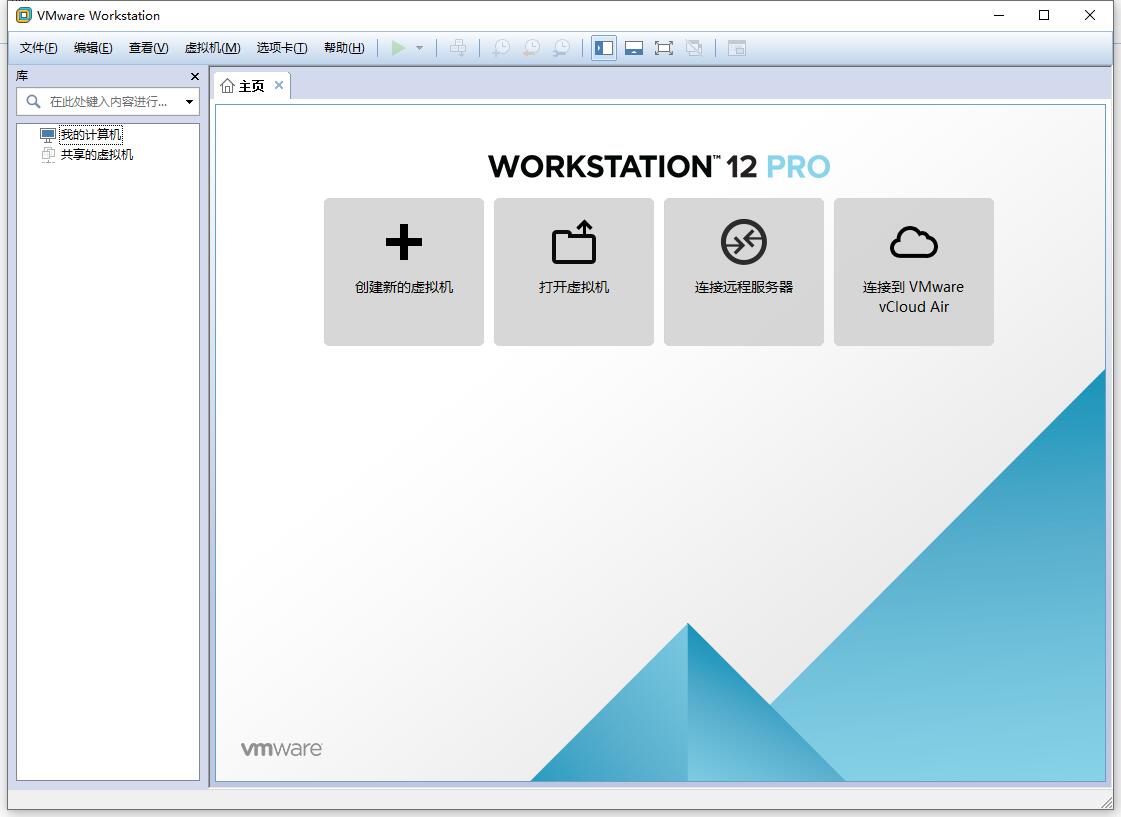 VMware Workstation
文件(F) 编辑(E) 查看(V) 虚拟机(M) 选项卡(T) 帮助(H)
库
在此处键入内容进行...
我的计算机
共享的虚拟机
主页
WORKSTATION™ 12 PRO
创建新的虚拟机
打开虚拟机
连接远程服务器
连接到 VMware
vCloud Air
vmware